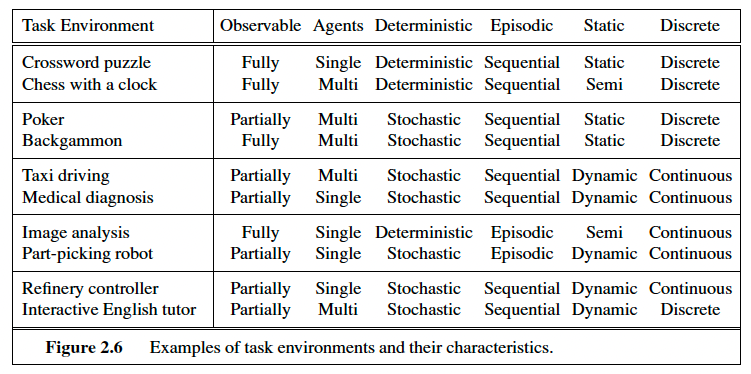 Task Environment Observable Agents Deterministic Episodic Static Discrete
Crossword puzzle Fully Single Deterministic Sequential Static Discrete
Chess with a clock Fully Multi Deterministic Sequential Semi Discrete
Poker Partially Multi Stochastic Sequential Static Discrete
Backgammon Fully Multi Stochastic Sequential Static Discrete
Taxi driving Partially Multi Stochastic Sequential Dynamic Continuous
Medical diagnosis Partially Single Stochastic Sequential Dynamic Continuous
Image analysis Fully Single Deterministic Episodic Semi Continuous
Part-picking robot Partially Single Stochastic Episodic Dynamic Continuous
Refinery controller Partially Single Stochastic Sequential Dynamic Continuous
Interactive English tutor Partially Multi Stochastic Sequential Dynamic Discrete
Figure 2.6 Examples of task environments and their characteristics.